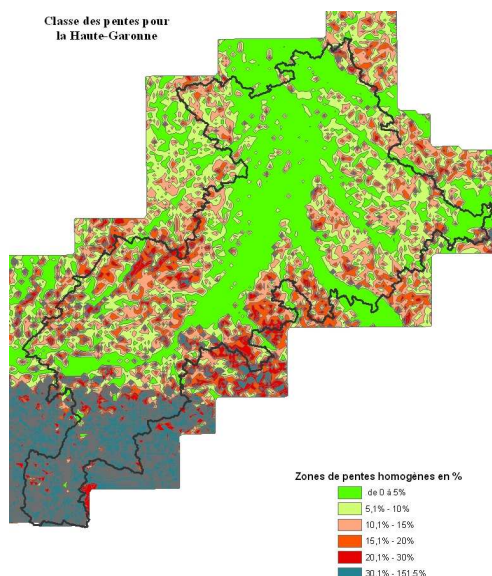 Classe des pentes pour
la Haute-Garonne
Zones de pentes homogènes en %
de 0 à 5%
5,1% - 10%
10,1% - 15%
15,1% - 20%
20,1% - 30%
30,1% - 151,5%